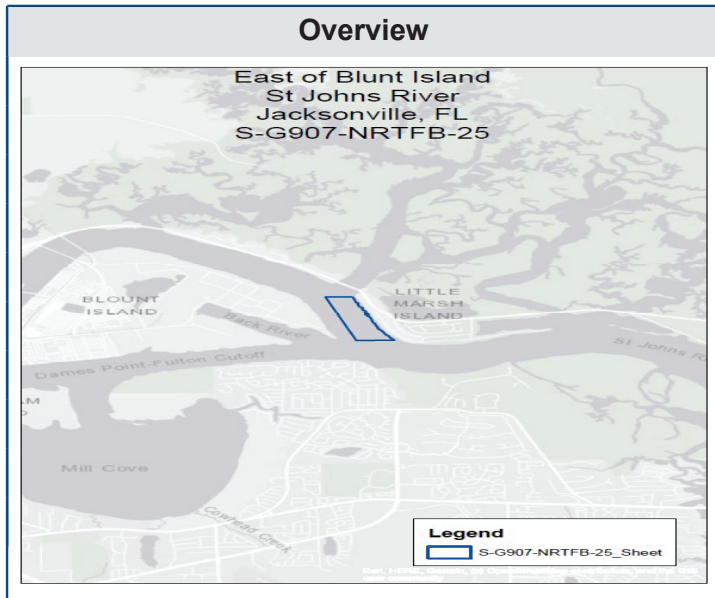 Overview
East of Blunt Island
St Johns River
Jacksonville, FL
S-G907-NRTFB-25
BLOUNT
ISLAND
LITTLE
MARSH
ISLAND
Back River
St Johns
Dames Point-Fulton Cutoff
Mill Cove
Cowhead Creek
Legend
S-G907-NRTFB-25_Sheet